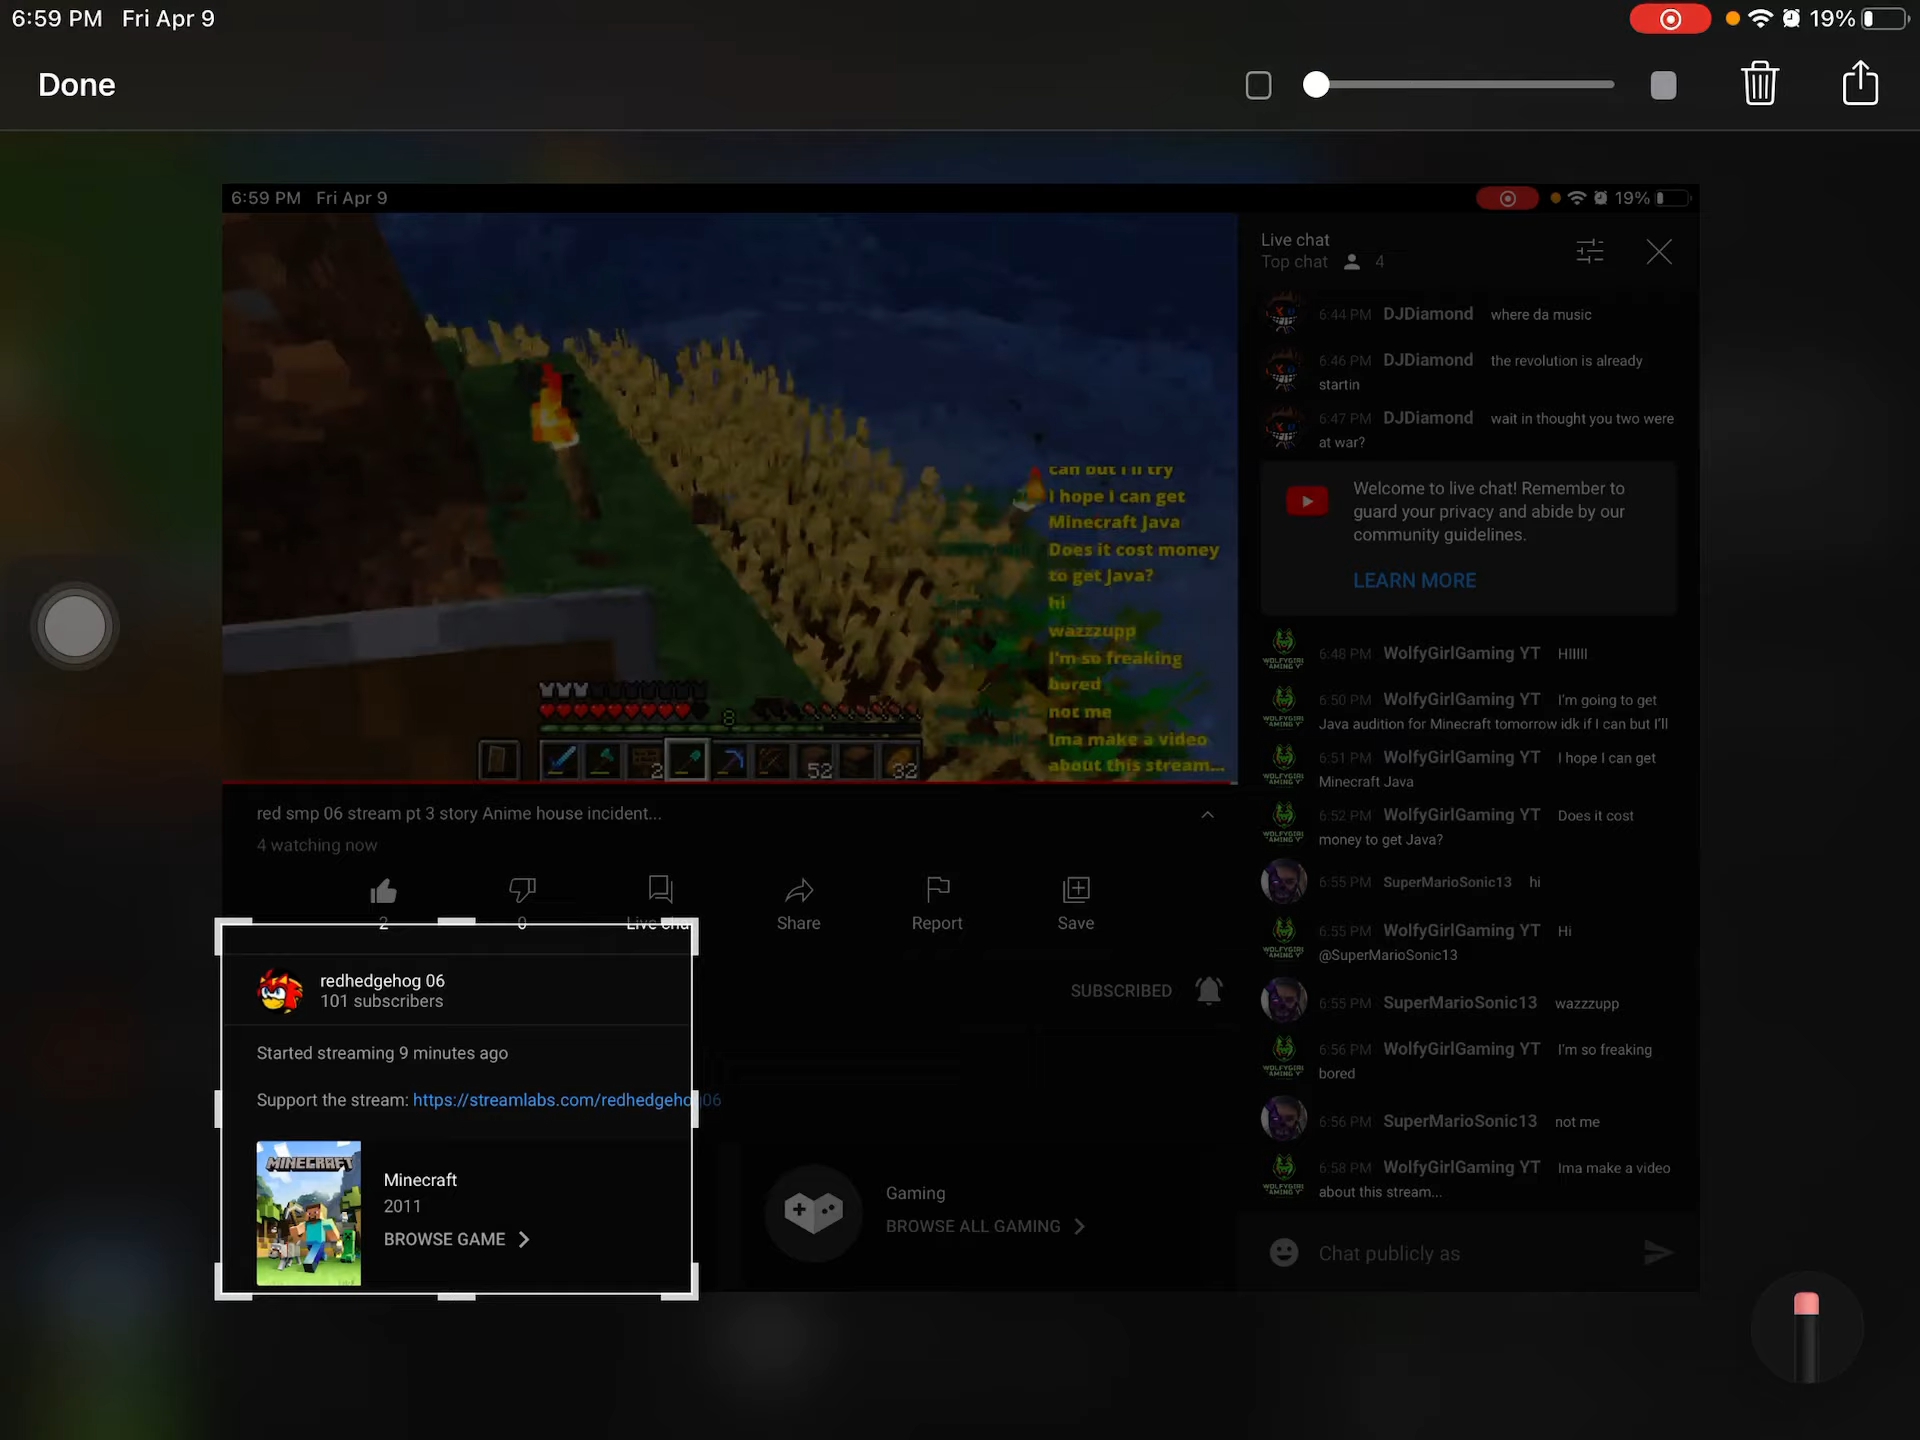 6:59 PM Fri Apr 9
19%
Done
6:59 PM Fri Apr 9
19%
can but I'll try
I hope I can get
Minecraft Java
Does it cost money
to get Java?
hi
wazzzupp
I'm so freaking
bored
not me
Ima make a video
about this stream...
8
2
52
32
red smp 06 stream pt 3 story Anime house incident...
4 watching now
2
0
Live cha
Share
Report
Save
redhedgehog 06
101 subscribers
SUBSCRIBED
Started streaming 9 minutes ago
Support the stream: https://streamlabs.com/redhedgehog06
MINECRAFT
Minecraft
2011
BROWSE GAME
Gaming
BROWSE ALL GAMING
Live chat
Top chat 4
6:44 PM DJDiamond where da music
6:46 PM DJDiamond the revolution is already
startin
6:47 PM DJDiamond wait in thought you two were
at war?
Welcome to live chat! Remember to
guard your privacy and abide by our
community guidelines.
LEARN MORE
6:48 PM WolfyGirlGaming YT HIIIII
6:50 PM WolfyGirlGaming YT I'm going to get
Java audition for Minecraft tomorrow idk if I can but I'll
6:51 PM WolfyGirlGaming YT I hope I can get
Minecraft Java
6:52 PM WolfyGirlGaming YT Does it cost
money to get Java?
6:55 PM SuperMarioSonic13 hi
6:55 PM WolfyGirlGaming YT Hi
@SuperMarioSonic13
6:55 PM SuperMarioSonic13 wazzzupp
6:56 PM WolfyGirlGaming YT I'm so freaking
bored
6:56 PM SuperMarioSonic13 not me
6:58 PM WolfyGirlGaming YT Ima make a video
about this stream...
Chat publicly as